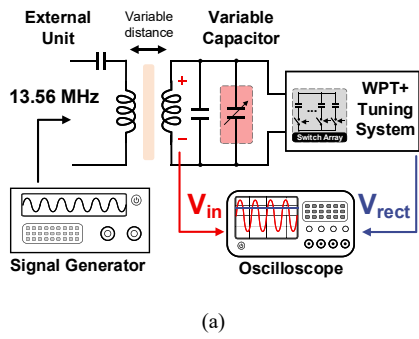 External
Unit
Variable
distance
Variable
Capacitor
13.56 MHz
+
−
WPT+
Tuning
System
...
Switch Array
Vin
Vrect
Signal Generator
Oscilloscope
(a)